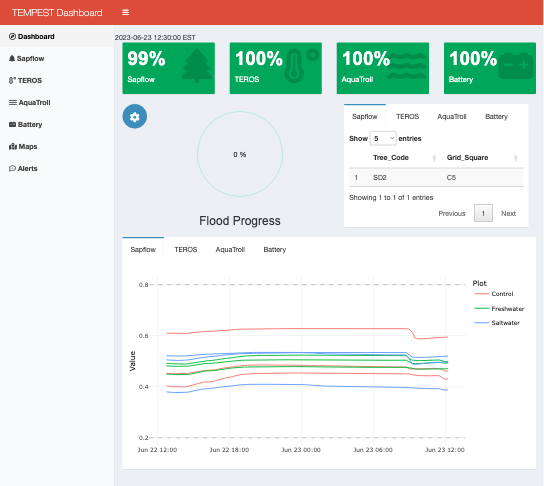 TEMPEST Dashboard
Dashboard
Sapflow
TEROS
AquaTroll
Battery
Maps
Alerts
2023-06-23 12:30:00 EST
99%
Sapflow
100%
TEROS
100%
AquaTroll
100%
Battery
0 %
Flood Progress
Sapflow TEROS AquaTroll Battery
Show 5 entries
Tree_Code Grid_Square
1 SD2 C5
Showing 1 to 1 of 1 entries
Previous 1 Next
Sapflow TEROS AquaTroll Battery
Plot
Control
Freshwater
Saltwater
Value
0.8
0.6
0.4
0.2
Jun 22 12:00 Jun 22 18:00 Jun 23 00:00 Jun 23 06:00 Jun 23 12:00